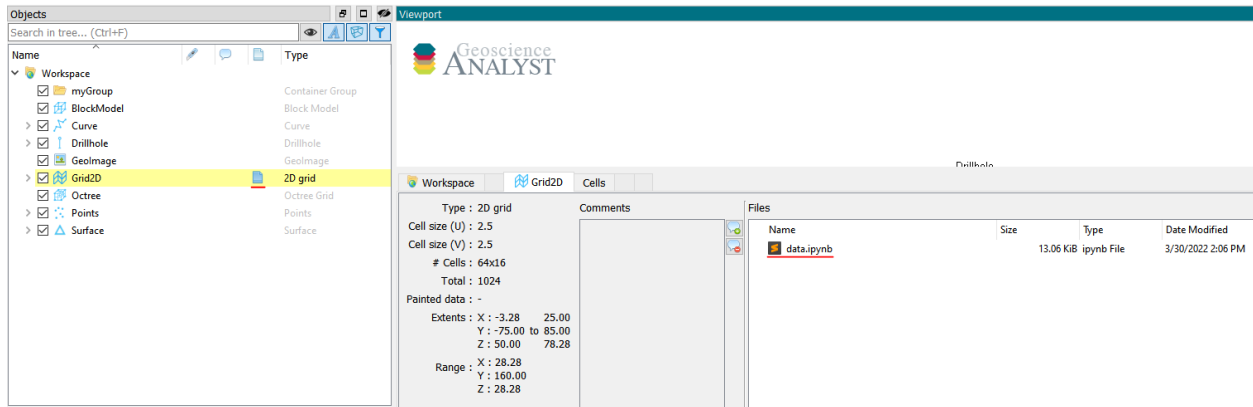 Objects
Viewport
Search in tree... (Ctrl+F)
Name Type
Workspace
myGroup Container Group
BlockModel Block Model
Curve Curve
Drillhole Drillhole
GeoImage GeoImage
Grid2D 2D grid
Octree Octree Grid
Points Points
Surface Surface
Geoscience
ANALYST
Drillhole
Workspace Grid2D Cells
Type : 2D grid
Cell size (U) : 2.5
Cell size (V) : 2.5
# Cells : 64x16
Total : 1024
Painted data : -
Extents : X : -3.28 25.00
Y : -75.00 to 85.00
Z : 50.00 78.28
Range : X : 28.28
Y : 160.00
Z : 28.28
Comments
Files
Name Size Type Date Modified
data.ipynb 13.06 KiB ipynb File 3/30/2022 2:06 PM